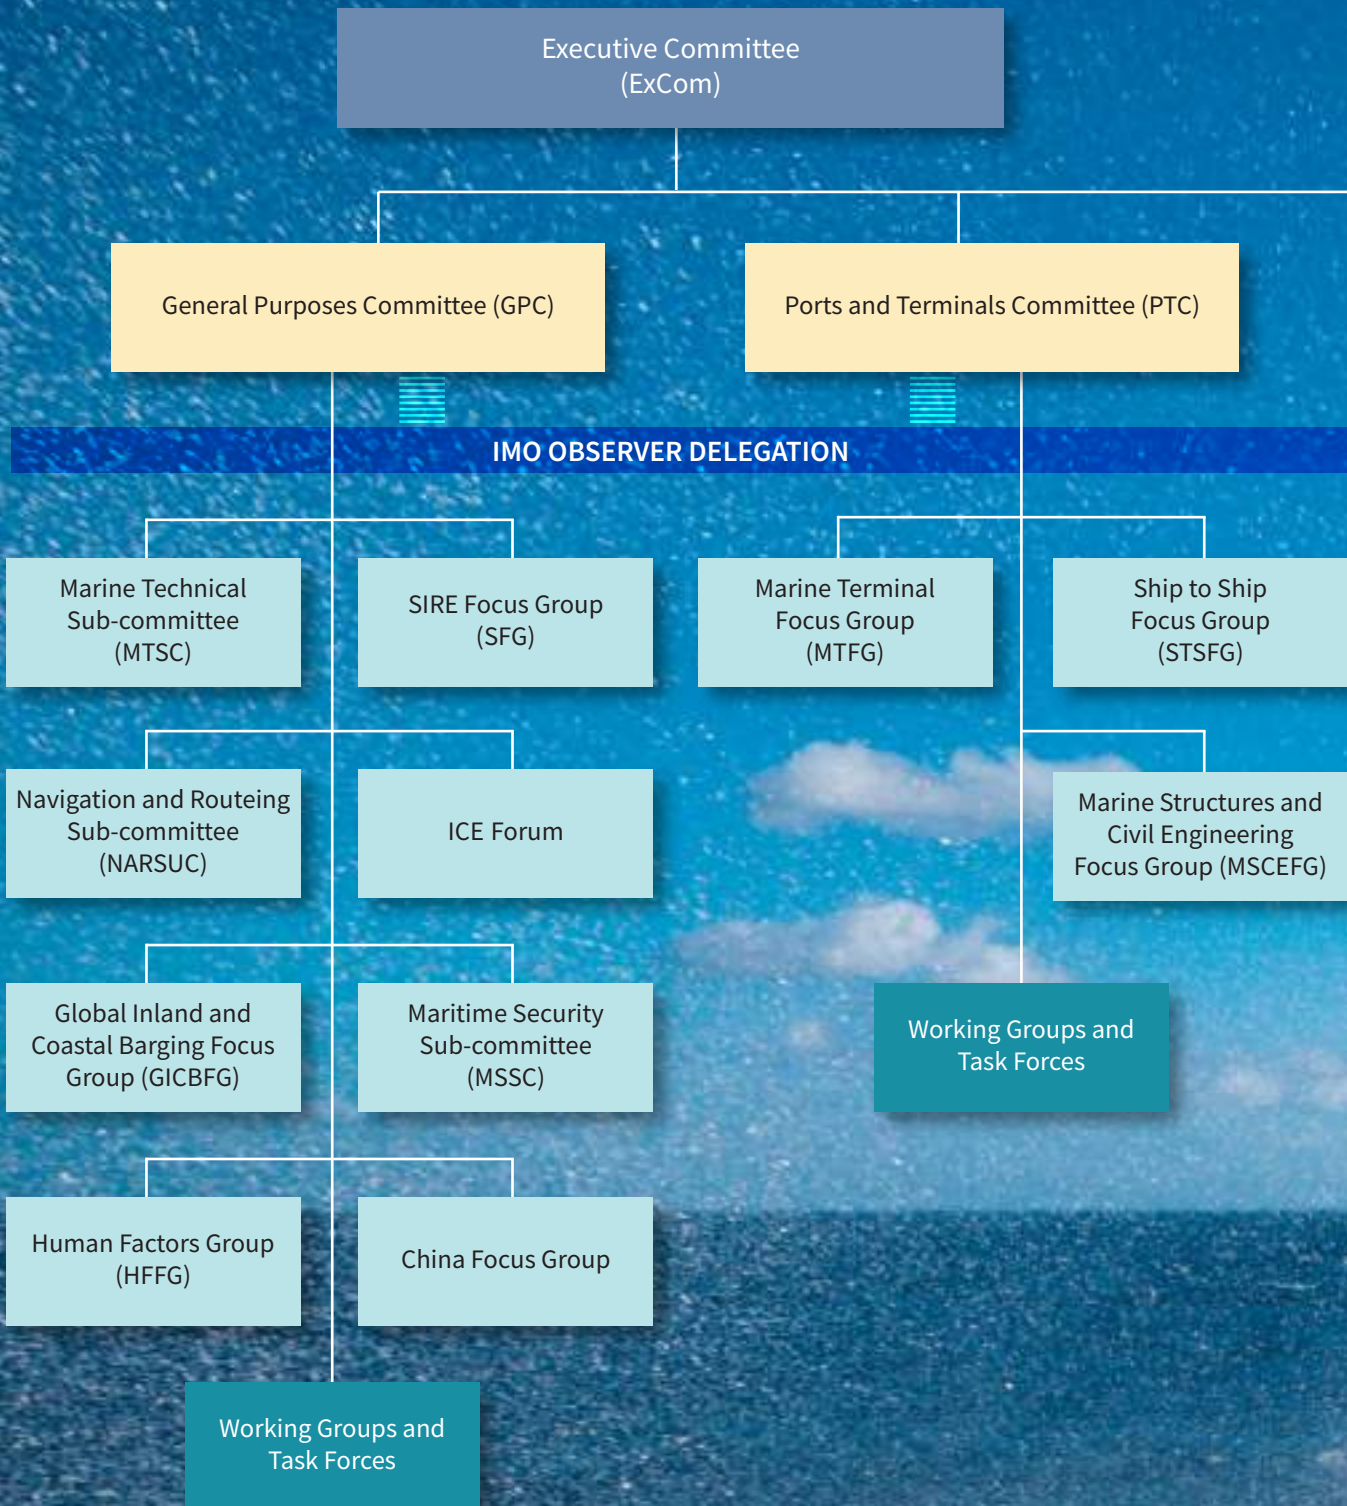 Executive Committee
(ExCom)
General Purposes Committee (GPC)
Ports and Terminals Committee (PTC)
IMO OBSERVER DELEGATION
Marine Technical
Sub-committee
(MTSC)
SIRE Focus Group
(SFG)
Marine Terminal
Focus Group
(MTFG)
Ship to Ship
Focus Group
(STSFG)
Navigation and Routeing
Sub-committee
(NARSUC)
ICE Forum
Marine Structures and
Civil Engineering
Focus Group (MSCEFG)
Global Inland and
Coastal Barging Focus
Group (GICBFG)
Maritime Security
Sub-committee
(MSSC)
Working Groups and
Task Forces
Human Factors Group
(HFFG)
China Focus Group
Working Groups and
Task Forces